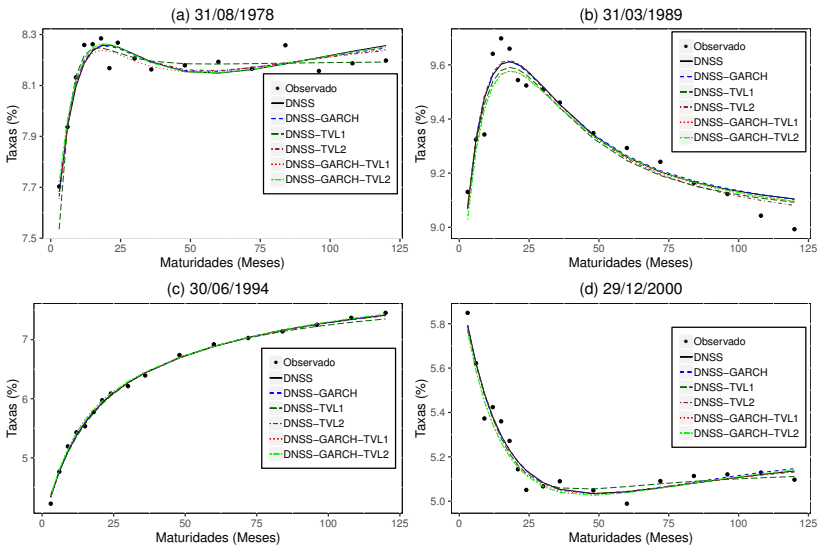 (a) 31/08/1978
Taxas (%)
8.3
8.1
7.9
7.7
7.5
0
25
50
75
100
125
Maturidades (Meses)
Observado
DNSS
DNSS−GARCH
DNSS−TVL1
DNSS−TVL2
DNSS−GARCH−TVL1
DNSS−GARCH−TVL2
(b) 31/03/1989
Taxas (%)
9.6
9.4
9.2
9.0
0
25
50
75
100
125
Maturidades (Meses)
Observado
DNSS
DNSS−GARCH
DNSS−TVL1
DNSS−TVL2
DNSS−GARCH−TVL1
DNSS−GARCH−TVL2
(c) 30/06/1994
Taxas (%)
7
6
5
0
25
50
75
100
125
Maturidades (Meses)
Observado
DNSS
DNSS−GARCH
DNSS−TVL1
DNSS−TVL2
DNSS−GARCH−TVL1
DNSS−GARCH−TVL2
(d) 29/12/2000
Taxas (%)
5.8
5.6
5.4
5.2
5.0
0
25
50
75
100
125
Maturidades (Meses)
Observado
DNSS
DNSS−GARCH
DNSS−TVL1
DNSS−TVL2
DNSS−GARCH−TVL1
DNSS−GARCH−TVL2